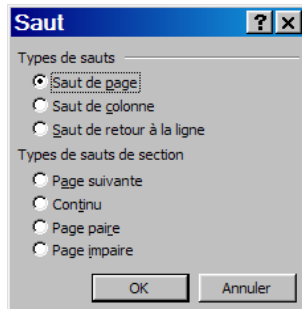 Saut
Types de sauts
Saut de page
Saut de colonne
Saut de retour à la ligne
Types de sauts de section
Page suivante
Continu
Page paire
Page impaire
OK Annuler